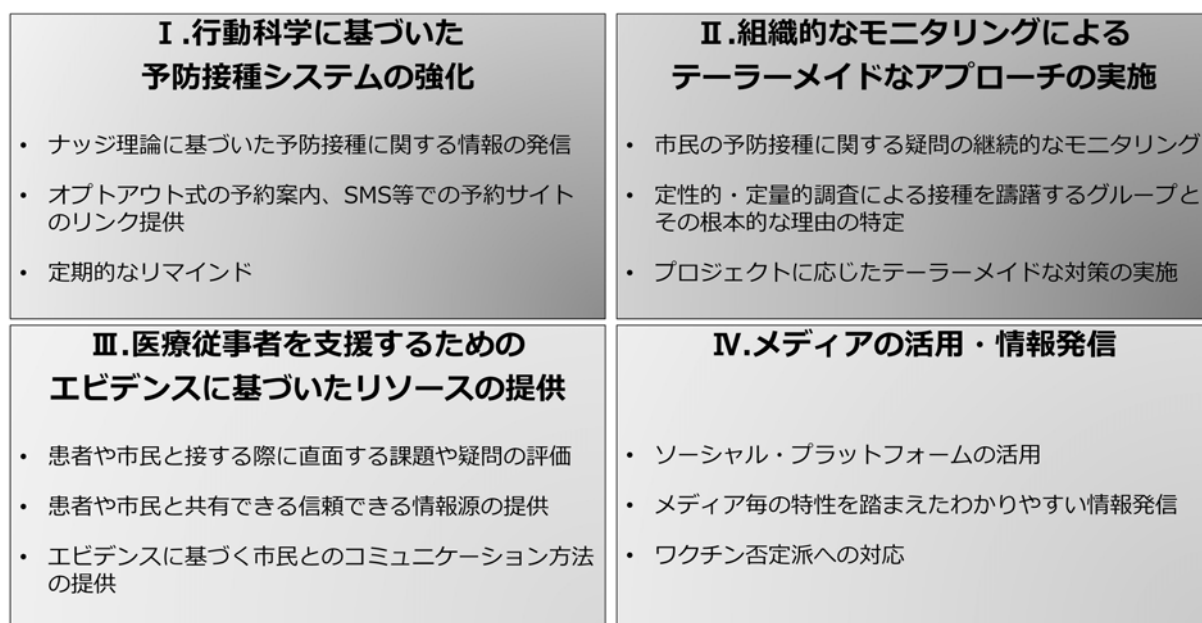 Ⅰ.行動科学に基づいた
予防接種システムの強化
• ナッジ理論に基づいた予防接種に関する情報の発信
• オプトアウト式の予約案内、SMS等での予約サイト
のリンク提供
• 定期的なリマインド
Ⅱ.組織的なモニタリングによる
テーラーメイドなアプローチの実施
• 市民の予防接種に関する疑問の継続的なモニタリング
• 定性的・定量的調査による接種を躊躇するグループと
その根本的な理由の特定
• プロジェクトに応じたテーラーメイドな対策の実施
Ⅲ.医療従事者を支援するための
エビデンスに基づいたリソースの提供
• 患者や市民と接する際に直面する課題や疑問の評価
• 患者や市民と共有できる信頼できる情報源の提供
• エビデンスに基づく市民とのコミュニケーション方法
の提供
Ⅳ.メディアの活用・情報発信
• ソーシャル・プラットフォームの活用
• メディア毎の特性を踏まえたわかりやすい情報発信
• ワクチン否定派への対応